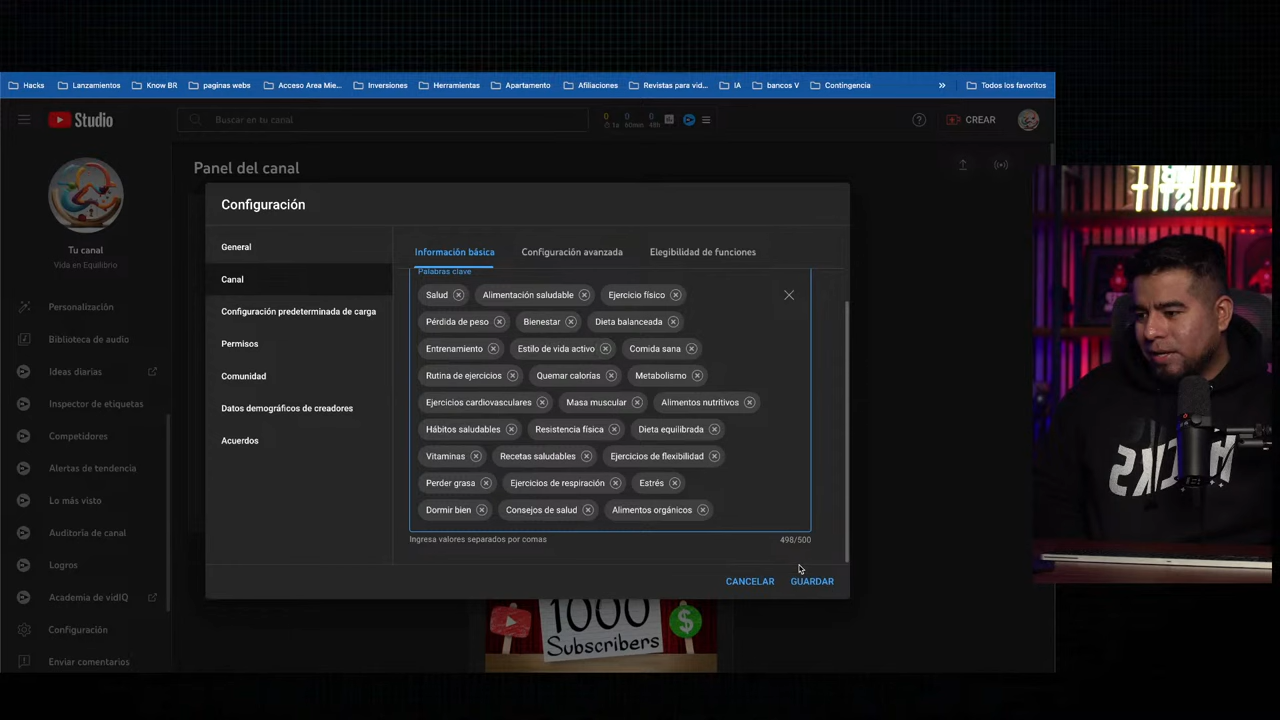 Hacks Lanzamientos Know BR paginas webs Acceso Area Mie... Inversiones Herramientas Apartamento Afiliaciones Revistas para vid... IA bancos V Contingencia » Todos los favoritos
Studio Buscar en tu canal 0 0 0 CREAR
60min 48h
Panel del canal
Tu canal
Vida en Equilibrio
Personalización
Biblioteca de audio
Ideas diarias
Inspector de etiquetas
Competidores
Alertas de tendencia
Lo más visto
Auditoría de canal
Logros
Academia de vidIQ
Configuración
Enviar comentarios
Configuración
General
Canal
Configuración predeterminada de carga
Permisos
Comunidad
Datos demográficos de creadores
Acuerdos
Información básica Configuración avanzada Elegibilidad de funciones
Palabras clave
Salud Alimentación saludable Ejercicio físico
Pérdida de peso Bienestar Dieta balanceada
Entrenamiento Estilo de vida activo Comida sana
Rutina de ejercicios Quemar calorías Metabolismo
Ejercicios cardiovasculares Masa muscular Alimentos nutritivos
Hábitos saludables Resistencia física Dieta equilibrada
Vitaminas Recetas saludables Ejercicios de flexibilidad
Perder grasa Ejercicios de respiración Estrés
Dormir bien Consejos de salud Alimentos orgánicos
Ingresa valores separados por comas 498/500
CANCELAR GUARDAR
1000
Subscribers